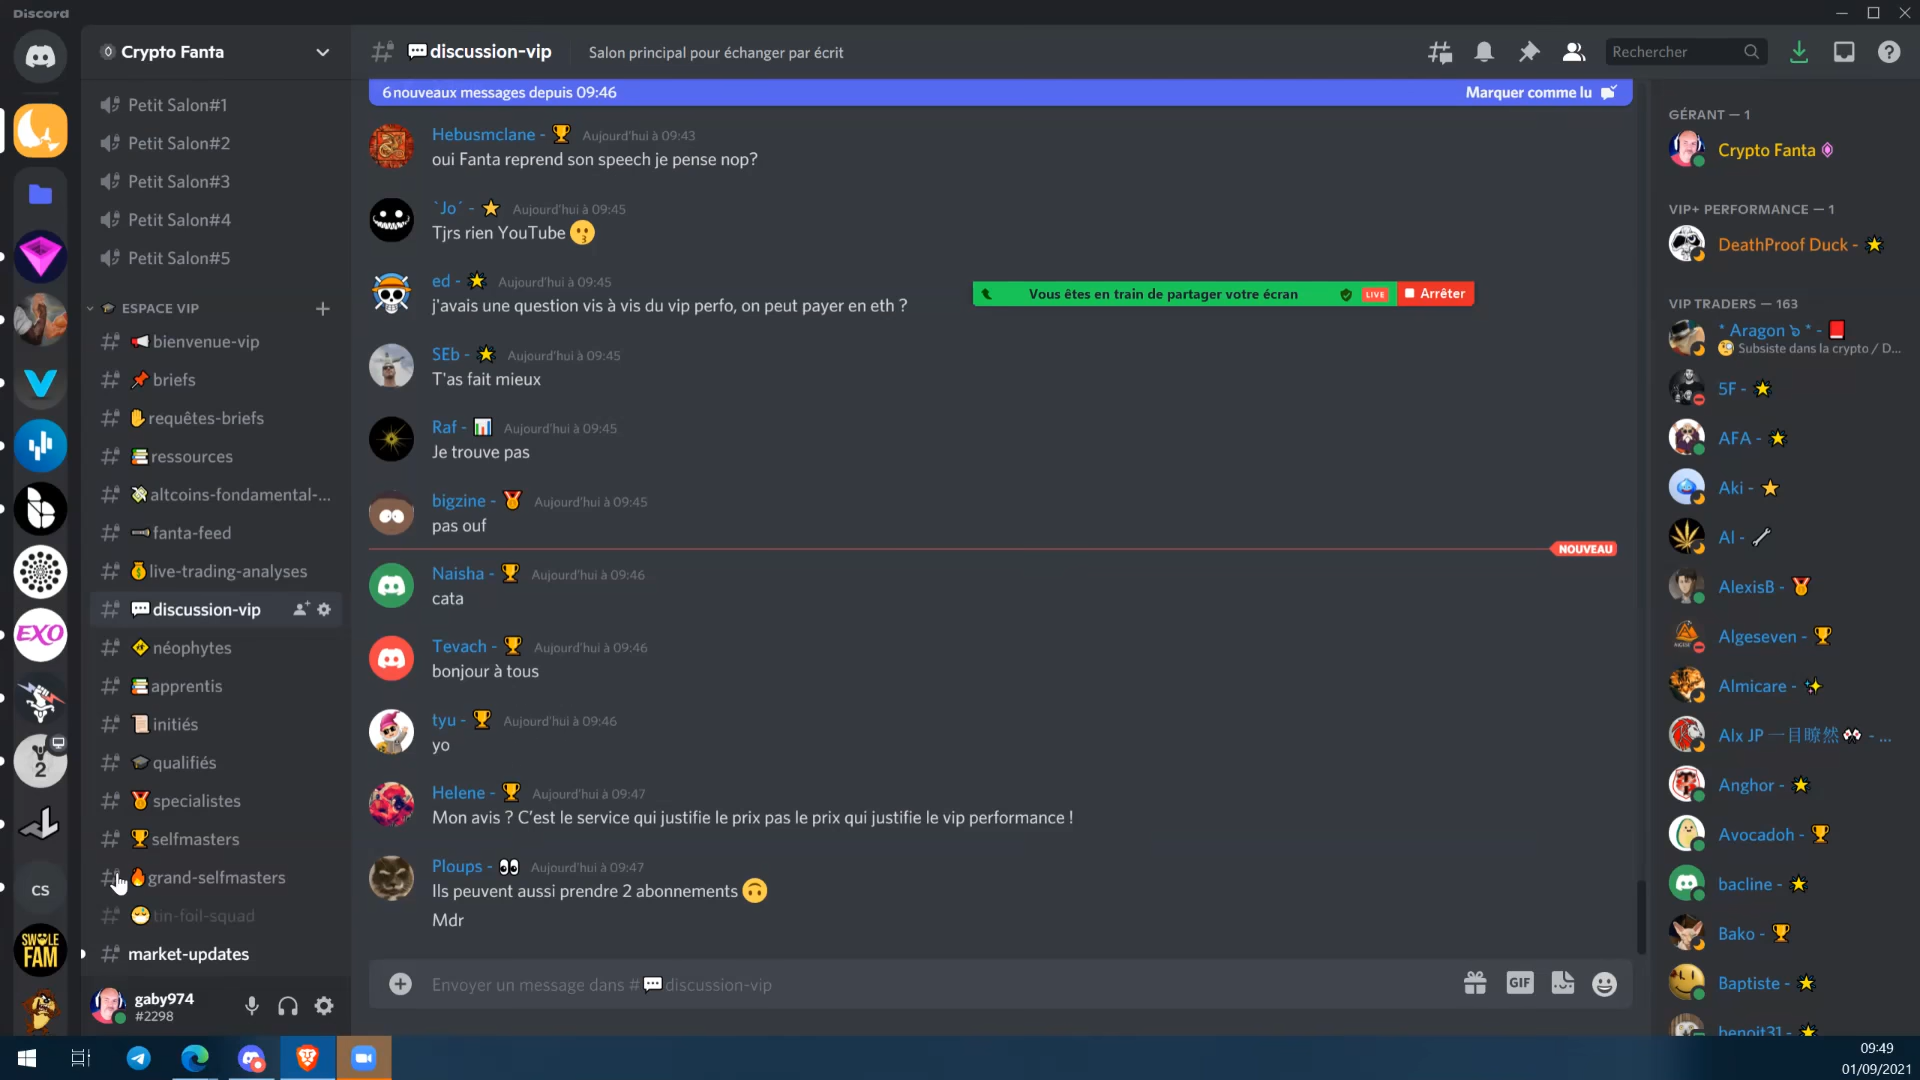 Discord
Crypto Fanta
discussion-vip
Salon principal pour échanger par écrit
Rechercher
Petit Salon#1
Petit Salon#2
Petit Salon#3
Petit Salon#4
Petit Salon#5
ESPACE VIP
bienvenue-vip
briefs
requêtes-briefs
ressources
altcoins-fondamental-...
fanta-feed
live-trading-analyses
discussion-vip
néophytes
apprentis
initiés
qualifiés
specialistes
selfmasters
grand-selfmasters
tin-foil-squad
market-updates
EXO
2
CS
SWOLE
FAM
gaby974
#2298
6 nouveaux messages depuis 09:46
Marquer comme lu
Hebusmclane - 🏆 Aujourd'hui à 09:43
oui Fanta reprend son speech je pense nop?
`Jo´ - ⭐ Aujourd'hui à 09:45
Tjrs rien YouTube 😗
ed - 🌟 Aujourd'hui à 09:45
j'avais une question vis à vis du vip perfo, on peut payer en eth ?
Vous êtes en train de partager votre écran
LIVE
Arrêter
SEb - 🌟 Aujourd'hui à 09:45
T'as fait mieux
Raf - 📊 Aujourd'hui à 09:45
Je trouve pas
bigzine - 🏅 Aujourd'hui à 09:45
pas ouf
NOUVEAU
Naisha - 🏆 Aujourd'hui à 09:46
cata
Tevach - 🏆 Aujourd'hui à 09:46
bonjour à tous
tyu - 🏆 Aujourd'hui à 09:46
yo
Helene - 🏆 Aujourd'hui à 09:47
Mon avis ? C'est le service qui justifie le prix pas le prix qui justifie le vip performance !
Ploups - 👀 Aujourd'hui à 09:47
Ils peuvent aussi prendre 2 abonnements 🙃
Mdr
Envoyer un message dans #💬discussion-vip
GIF
GÉRANT — 1
Crypto Fanta
VIP+ PERFORMANCE — 1
DeathProof Duck - 🌟
VIP TRADERS — 163
* Aragon ზ * - 📕
🧐 Subsiste dans la crypto / D...
5F - 🌟
AFA - 🌟
Aki - ⭐
Al - 🔧
AlexisB - 🏅
Algeseven - 🏆
Almicare - ✨
Alx JP 一目瞭然 🎌 - ...
Anghor - 🌟
Avocadoh - 🏆
bacline - 🌟
Bako - 🏆
Baptiste - 🌟
benoit31 - 🌟
09:49
01/09/2021